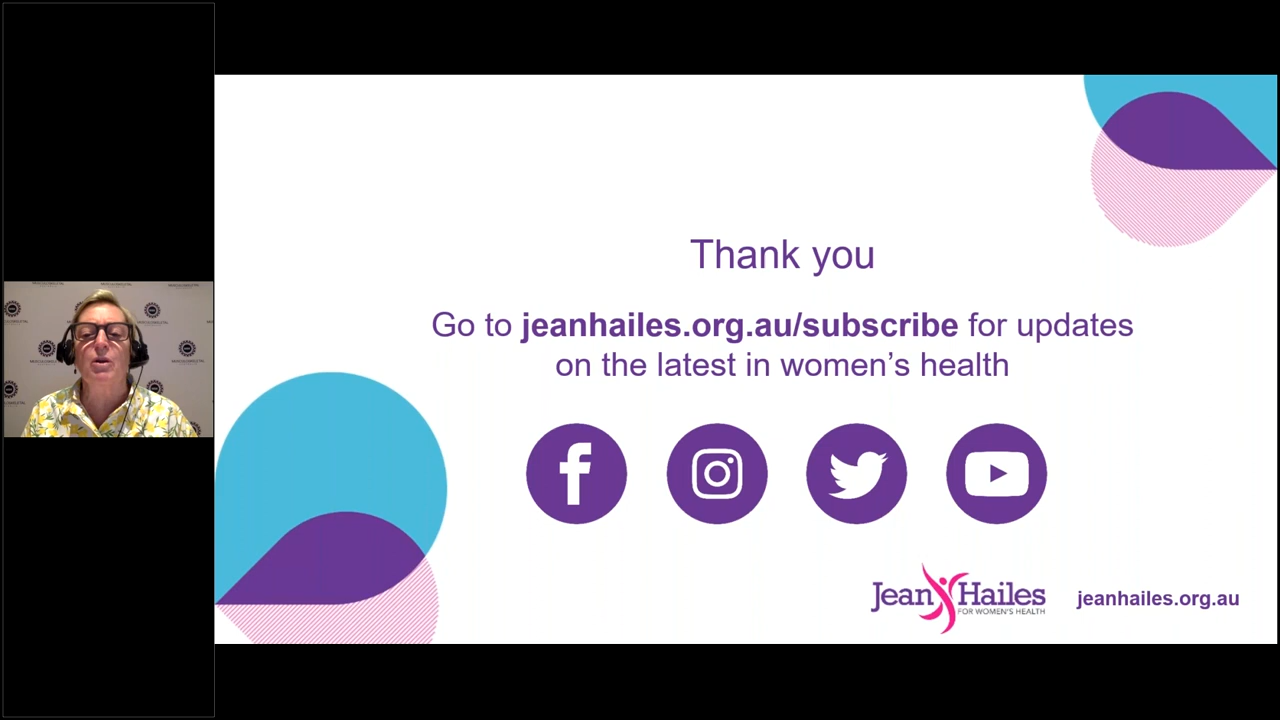 Thank you
Go to jeanhailes.org.au/subscribe for updates
on the latest in women’s health
Jean Hailes
FOR WOMEN'S HEALTH
jeanhailes.org.au